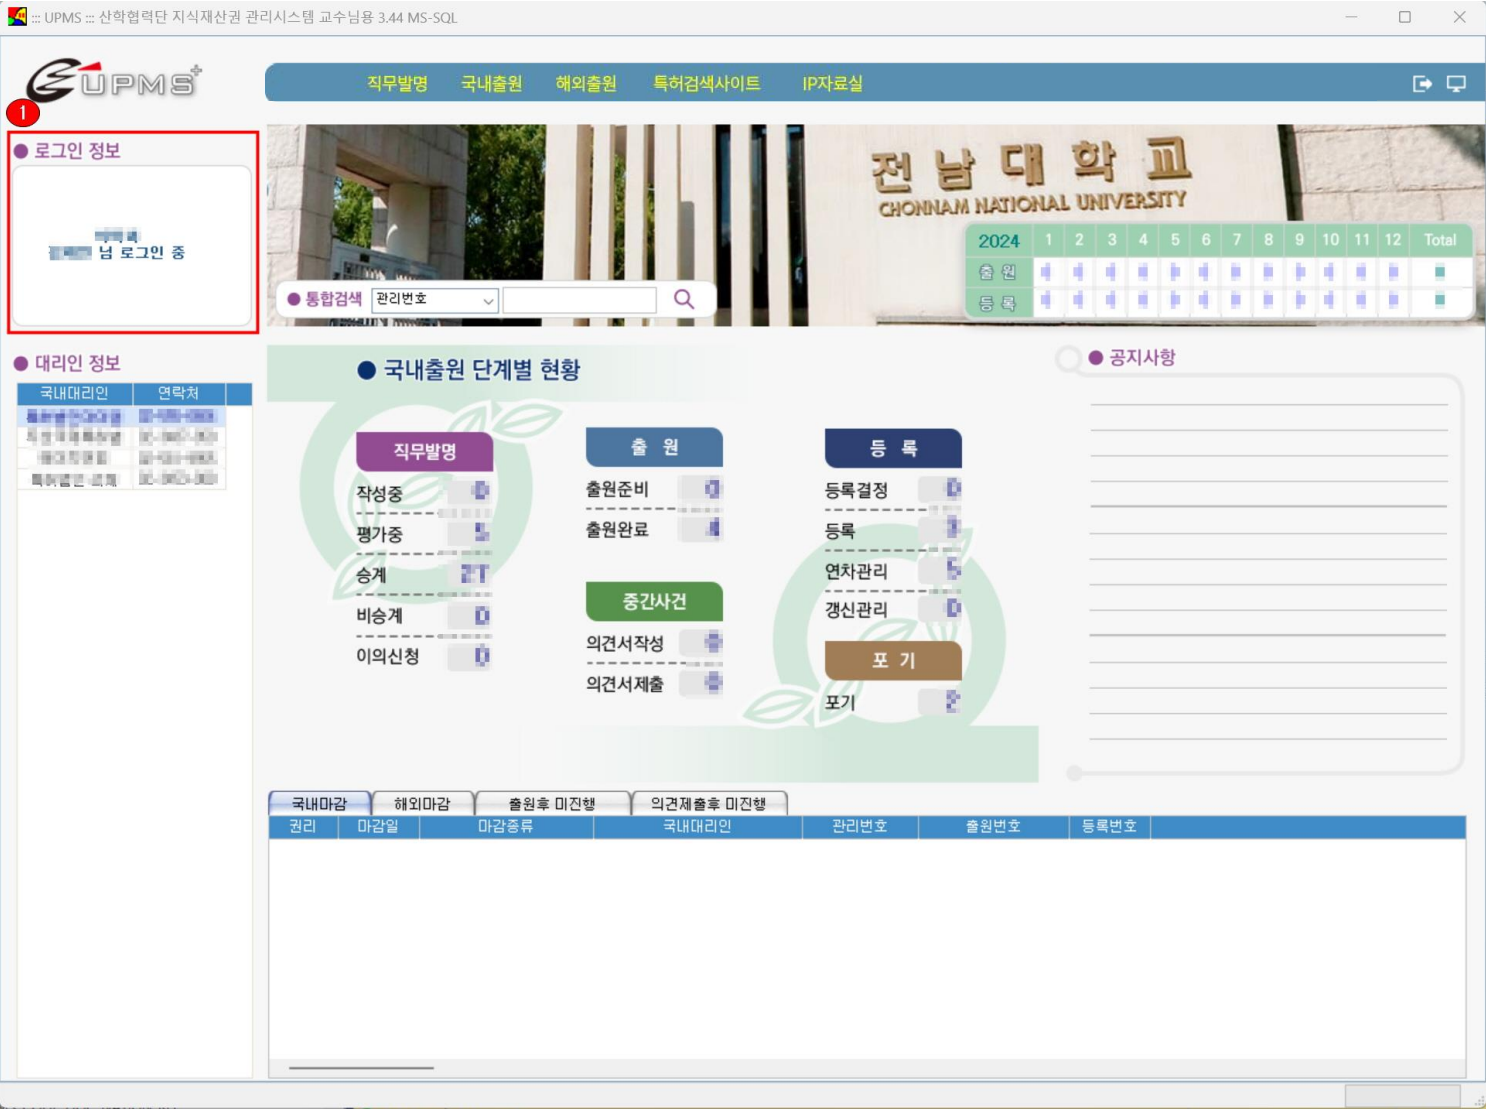 ::: UPMS ::: 산학협력단 지식재산권 관리시스템 교수님용 3.44 MS-SQL
UPMS+
직무발명 국내출원 해외출원 특허검색사이트 IP자료실
1
로그인 정보
님 로그인 중
전남대학교
CHONNAM NATIONAL UNIVERSITY
2024 1 2 3 4 5 6 7 8 9 10 11 12 Total
출 원
등 록
통합검색 관리번호
대리인 정보
국내대리인 연락처
국내출원 단계별 현황
직무발명
작성중 0
평가중 5
승계 21
비승계 0
이의신청 0
출 원
출원준비 0
출원완료 4
중간사건
의견서작성
의견서제출
등 록
등록결정 0
등록 3
연차관리 5
갱신관리 0
포 기
포기 2
공지사항
국내마감 해외마감 출원후 미진행 의견제출후 미진행
권리 마감일 마감종류 국내대리인 관리번호 출원번호 등록번호